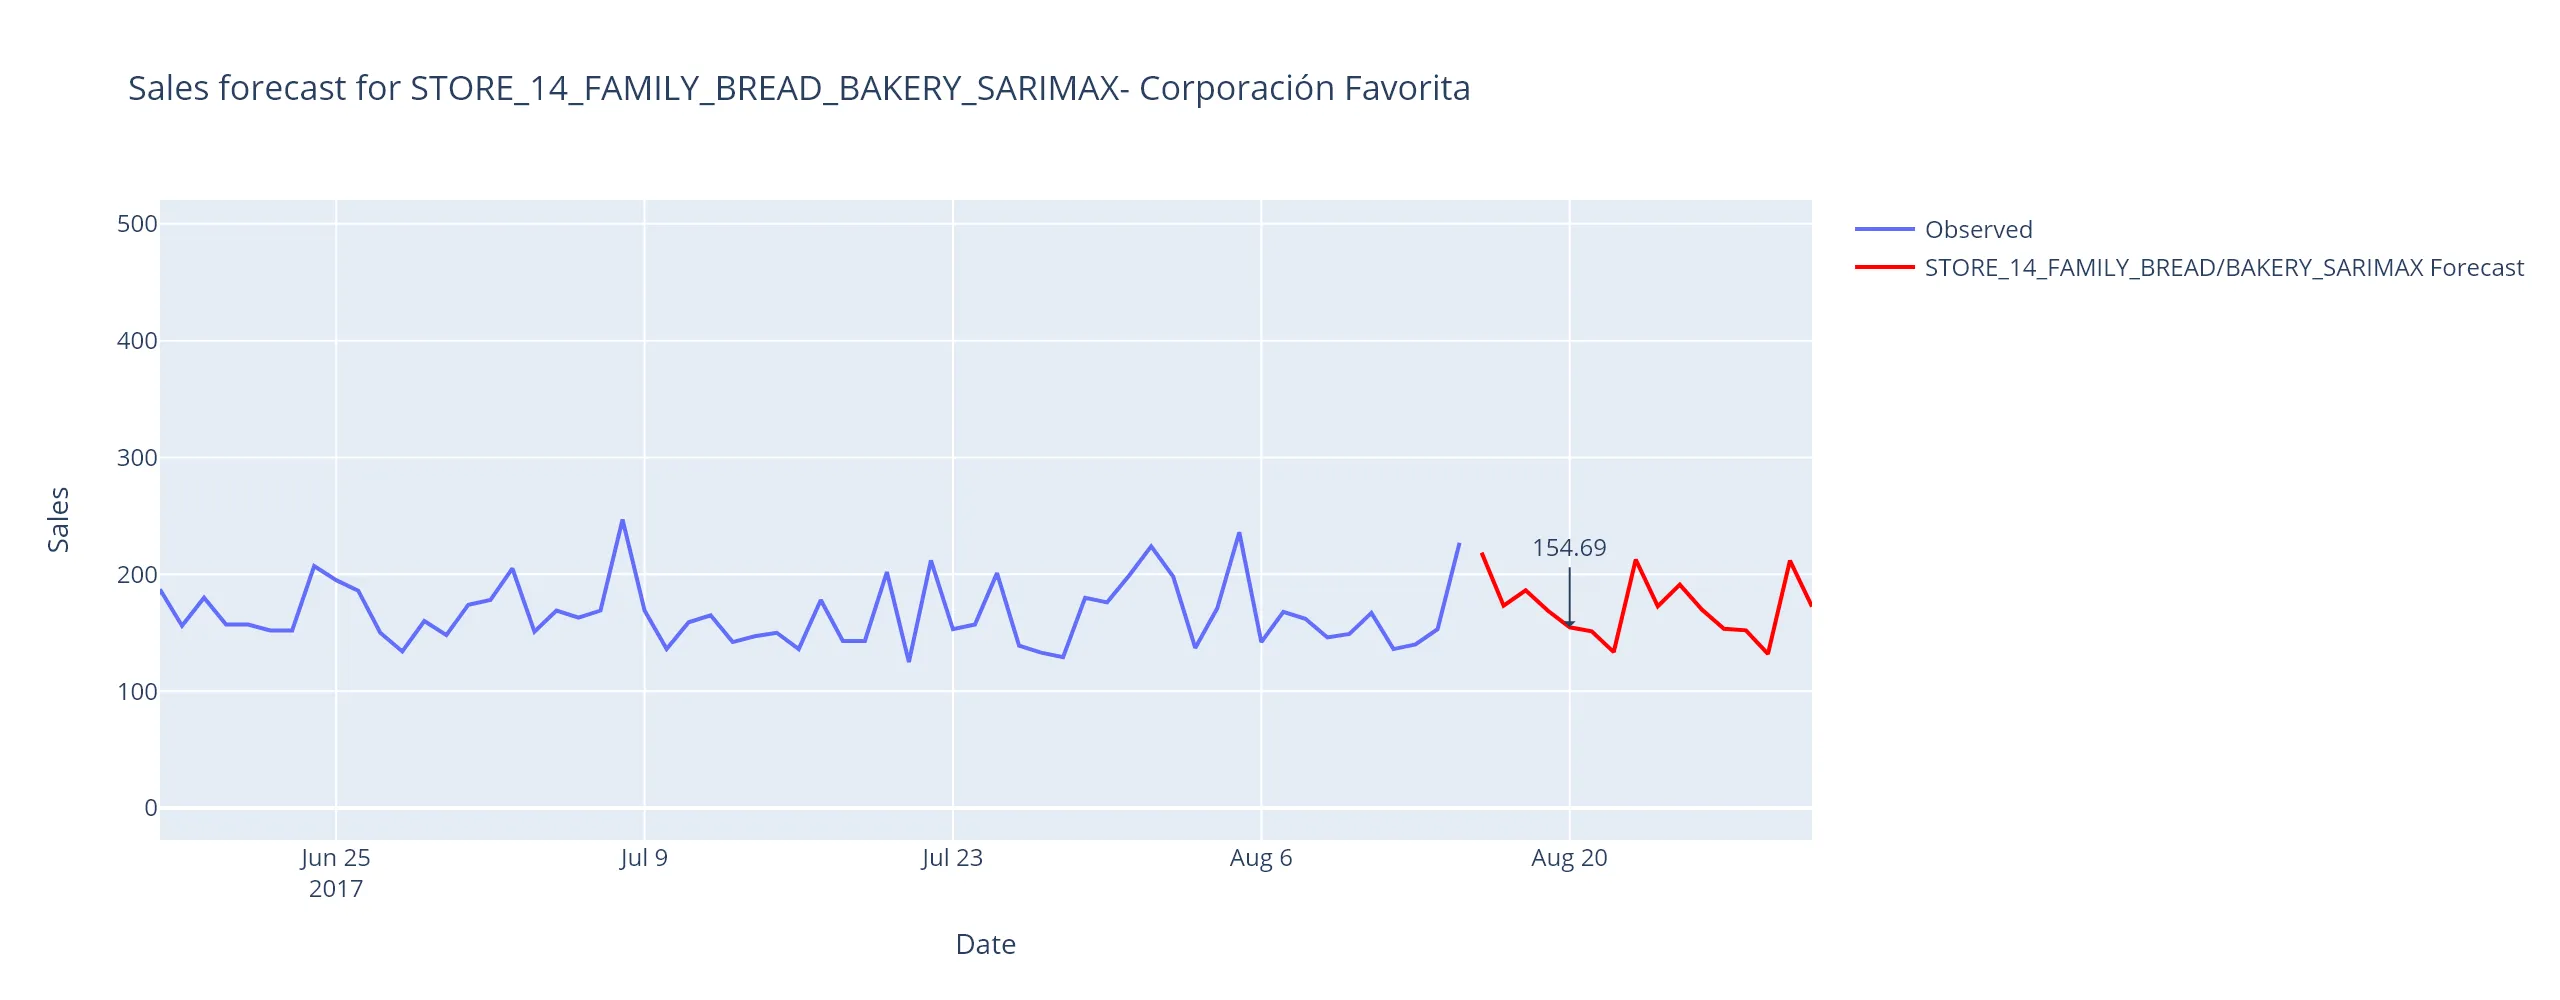 Sales forecast for STORE_14_FAMILY_BREAD_BAKERY_SARIMAX- Corporación Favorita
Observed
STORE_14_FAMILY_BREAD/BAKERY_SARIMAX Forecast
500
400
300
200
100
0
Sales
154.69
Jun 25
2017
Jul 9
Jul 23
Aug 6
Aug 20
Date